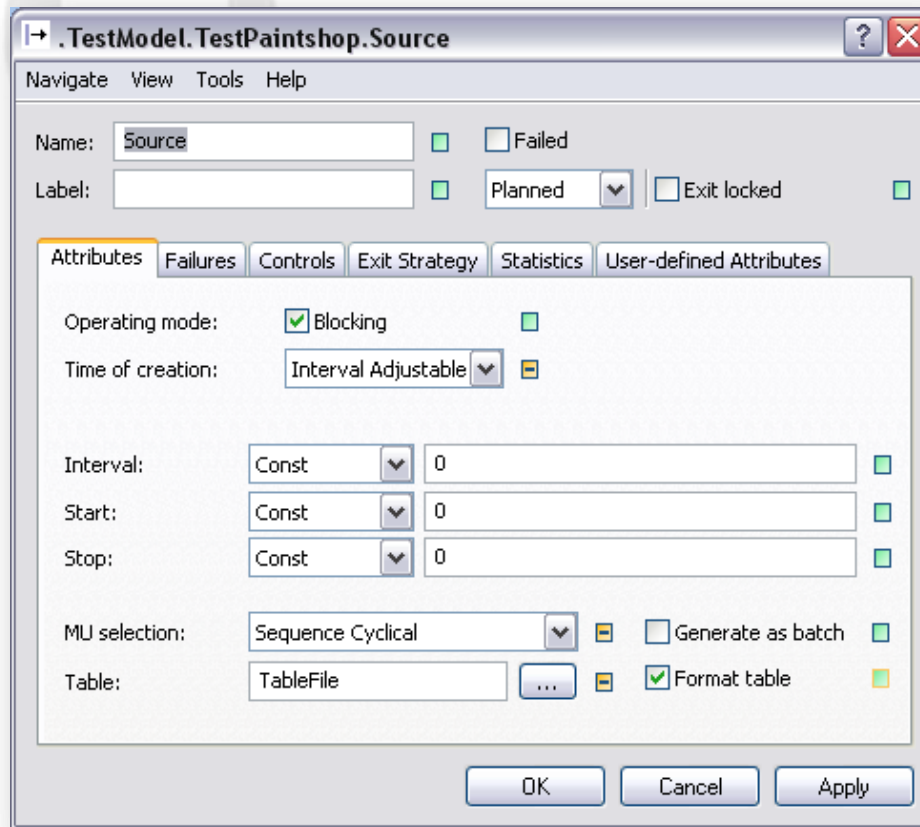 .TestModel.TestPaintshop.Source ?
Navigate View Tools Help
Name: Source Failed
Label: Planned Exit locked
Attributes Failures Controls Exit Strategy Statistics User-defined Attributes
Operating mode: Blocking
Time of creation: Interval Adjustable
Interval: Const 0
Start: Const 0
Stop: Const 0
MU selection: Sequence Cyclical Generate as batch
Table: TableFile ... Format table
OK Cancel Apply